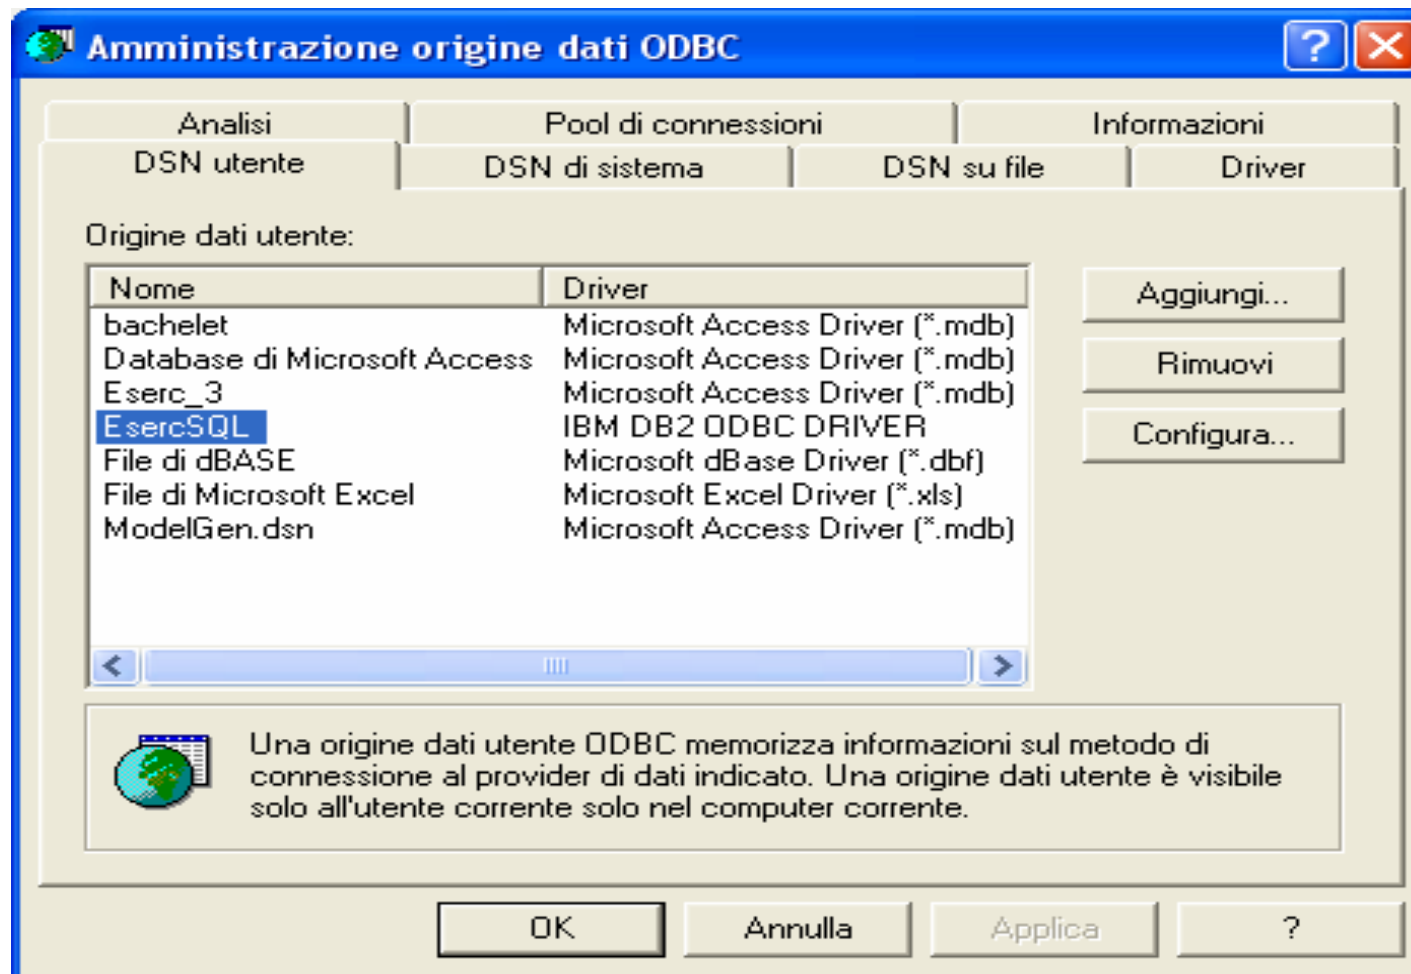 Amministrazione origine dati ODBC
Analisi Pool di connessioni Informazioni
DSN utente DSN di sistema DSN su file Driver
Origine dati utente:
Nome Driver
bachelet Microsoft Access Driver (*.mdb)
Database di Microsoft Access Microsoft Access Driver (*.mdb)
Eserc_3 Microsoft Access Driver (*.mdb)
EsercSQL IBM DB2 ODBC DRIVER
File di dBASE Microsoft dBase Driver (*.dbf)
File di Microsoft Excel Microsoft Excel Driver (*.xls)
ModelGen.dsn Microsoft Access Driver (*.mdb)
Aggiungi...
Rimuovi
Configura...
Una origine dati utente ODBC memorizza informazioni sul metodo di
connessione al provider di dati indicato. Una origine dati utente è visibile
solo all'utente corrente solo nel computer corrente.
OK Annulla Applica ?